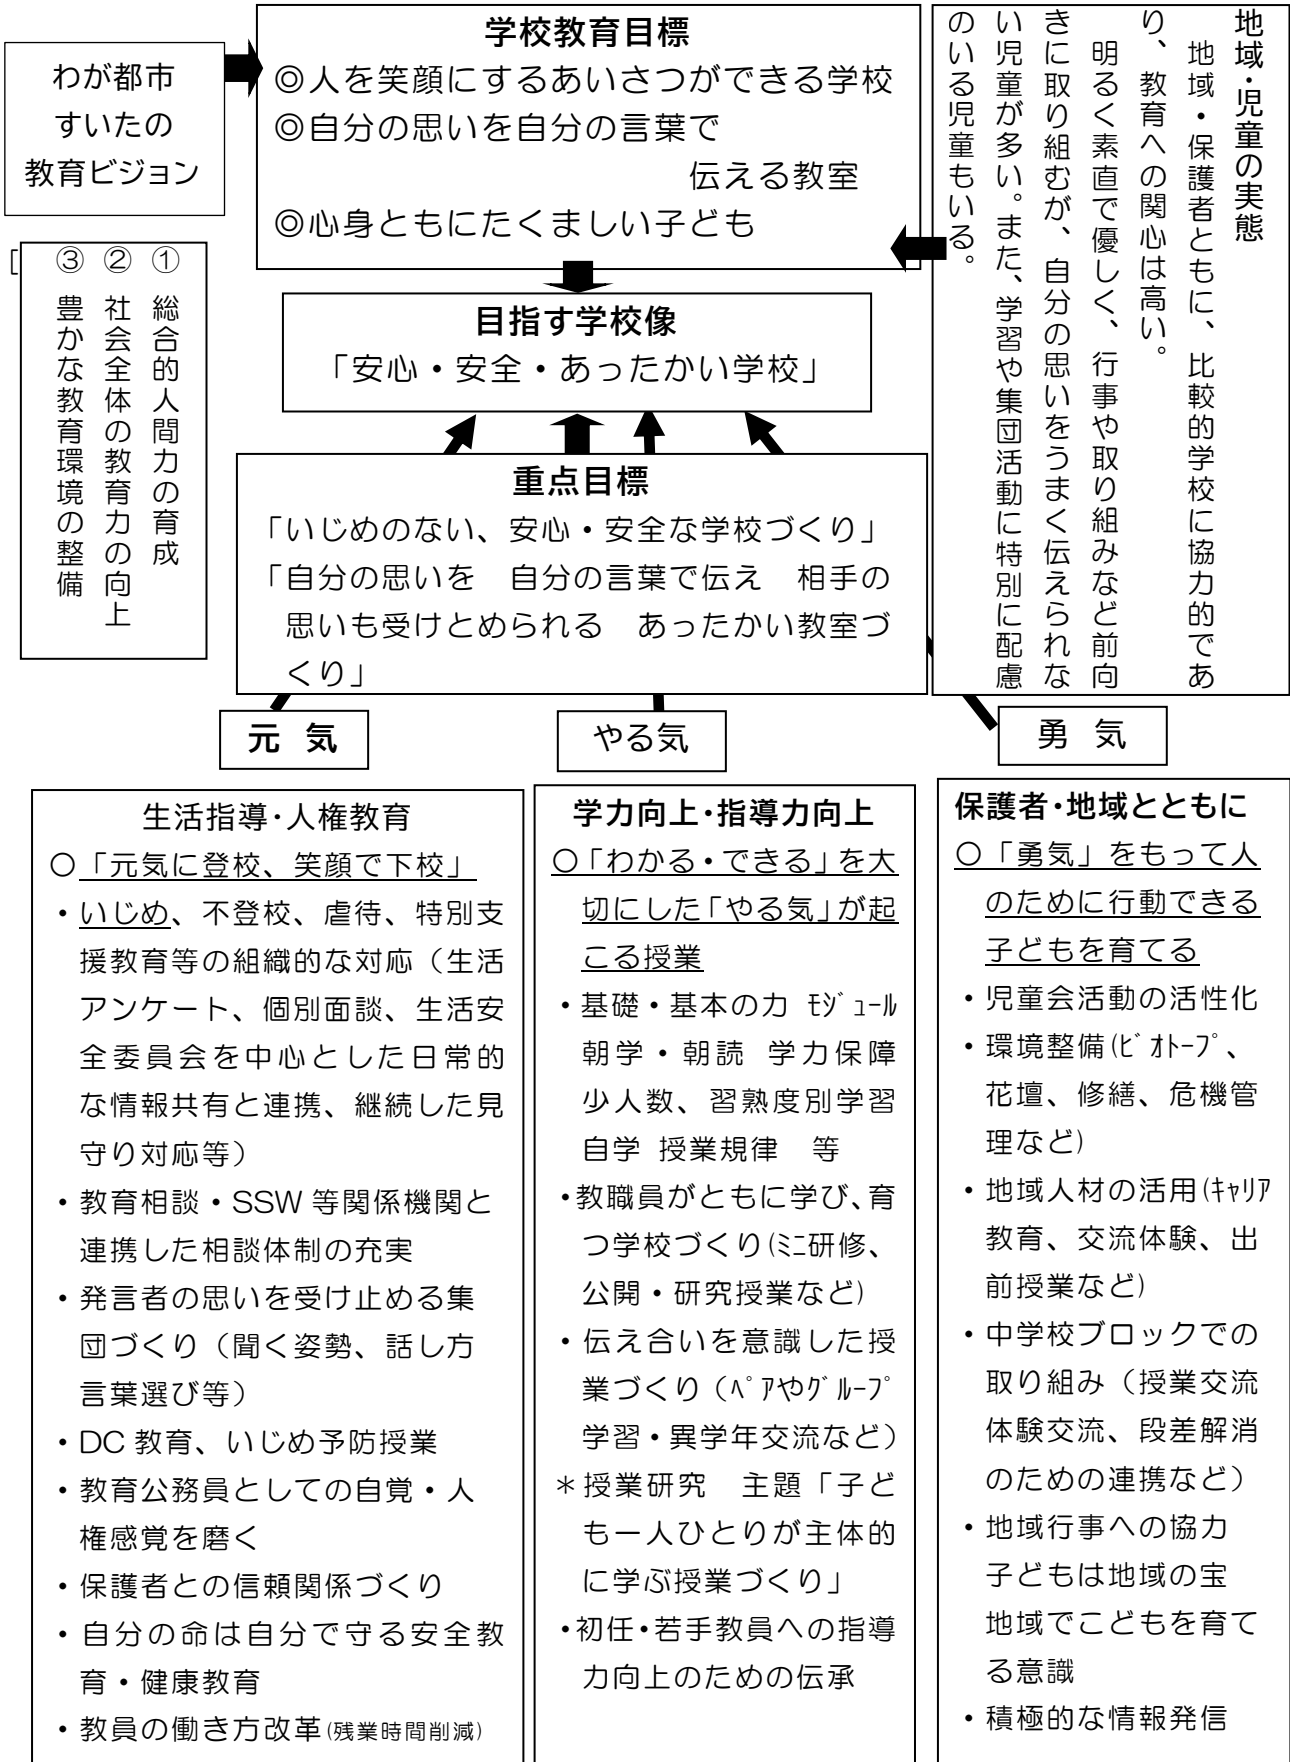 わが都市
すいたの
教育ビジョン
学校教育目標
◎人を笑顔にするあいさつができる学校
◎自分の思いを自分の言葉で
伝える教室
◎心身ともにたくましい子ども
地域・児童の実態
地域・保護者ともに、比較的学校に協力的であ
り、教育への関心は高い。
明るく素直で優しく、行事や取り組みなど前向
きに取り組むが、自分の思いをうまく伝えられな
い児童が多い。また、学習や集団活動に特別に配慮
のいる児童もいる。
① 総合的人間力の育成
② 社会全体の教育力の向上
③ 豊かな教育環境の整備
[
目指す学校像
「安心・安全・あったかい学校」
重点目標
「いじめのない、安心・安全な学校づくり」
「自分の思いを　自分の言葉で伝え　相手の
思いも受けとめられる　あったかい教室づ
くり」
元 気
やる気
勇 気
生活指導・人権教育
○「元気に登校、笑顔で下校」
・いじめ、不登校、虐待、特別支
援教育等の組織的な対応（生活
アンケート、個別面談、生活安
全委員会を中心とした日常的
な情報共有と連携、継続した見
守り対応等）
・教育相談・SSW 等関係機関と
連携した相談体制の充実
・発言者の思いを受け止める集
団づくり（聞く姿勢、話し方
言葉選び等）
・DC 教育、いじめ予防授業
・教育公務員としての自覚・人
権感覚を磨く
・保護者との信頼関係づくり
・自分の命は自分で守る安全教
育・健康教育
・教員の働き方改革(残業時間削減)
学力向上・指導力向上
○「わかる・できる」を大
切にした「やる気」が起
こる授業
・基礎・基本の力 ﾓｼﾞｭｰﾙ
朝学・朝読 学力保障
少人数、習熟度別学習
自学 授業規律　等
・教職員がともに学び、育
つ学校づくり(ﾐﾆ研修、
公開・研究授業など)
・伝え合いを意識した授
業づくり（ﾍﾟｱやｸﾞﾙｰﾌﾟ
学習・異学年交流など）
＊授業研究　主題「子ど
も一人ひとりが主体的
に学ぶ授業づくり」
・初任・若手教員への指導
力向上のための伝承
保護者・地域とともに
○「勇気」をもって人
のために行動できる
子どもを育てる
・児童会活動の活性化
・環境整備(ﾋﾞｵﾄｰﾌﾟ、
花壇、修繕、危機管
理など)
・地域人材の活用(ｷｬﾘｱ
教育、交流体験、出
前授業など)
・中学校ブロックでの
取り組み（授業交流
体験交流、段差解消
のための連携など）
・地域行事への協力
子どもは地域の宝
地域でこどもを育て
る意識
・積極的な情報発信